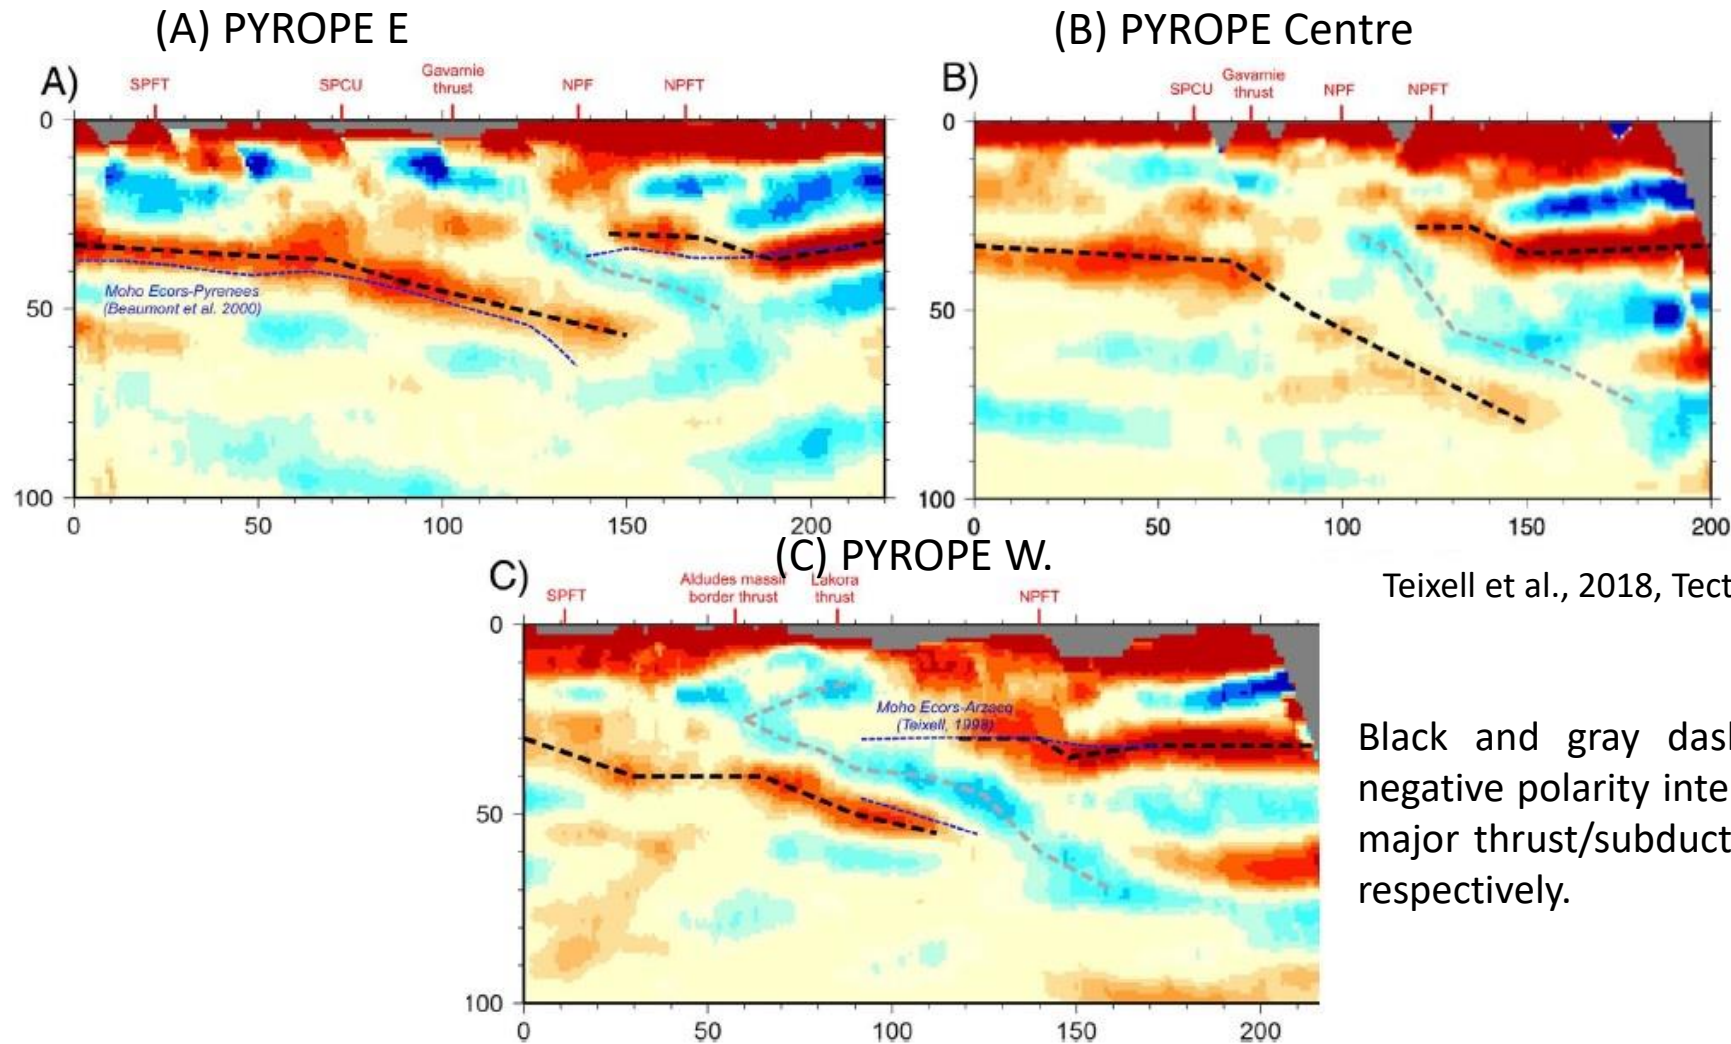 (A) PYROPE E
(B) PYROPE Centre
A)
SPFT
SPCU
Gavarnie
thrust
NPF
NPFT
0
50
100
Moho Ecors-Pyrenees
(Beaumont et al. 2000)
0 50 100 150 200
B)
SPCU
Gavarnie
thrust
NPF
NPFT
0
50
100
0 50 100 150 200
(C) PYROPE W.
C)
SPFT
Aldudes massif
border thrust
Lakora
thrust
NPFT
0
50
100
Moho Ecors-Arzacq
(Teixell, 1998)
0 50 100 150 200
Teixell et al., 2018, Tect
Black and gray das
negative polarity inte
major thrust/subduct
respectively.